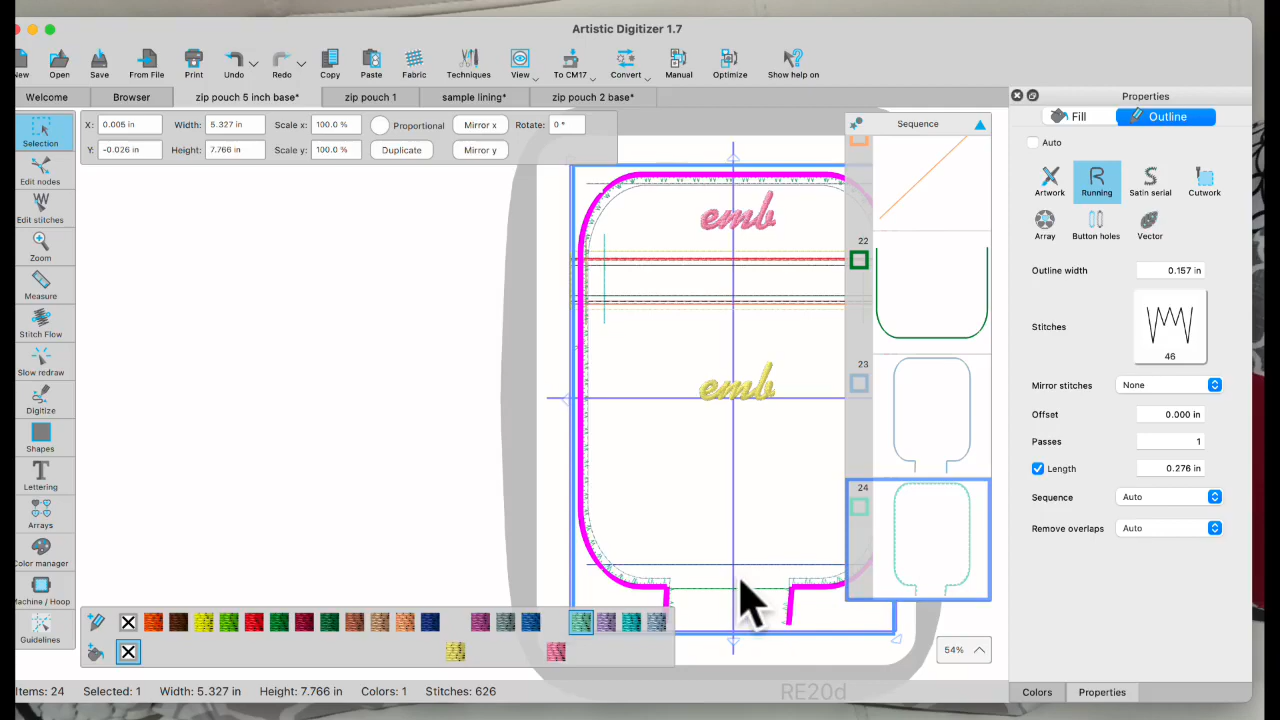 Artistic Digitizer 1.7
New Open Save From File Print Undo Redo Copy Paste Fabric Techniques View To CM17 Convert Manual Optimize Show help on
Welcome Browser zip pouch 5 inch base* zip pouch 1 sample lining* zip pouch 2 base*
X: 0.005 in Width: 5.327 in Scale x: 100.0 % Proportional Mirror x Rotate: 0 °
Y: -0.026 in Height: 7.766 in Scale y: 100.0 % Duplicate Mirror y
Selection
Edit nodes
Edit stitches
Zoom
Measure
Stitch Flow
Slow redraw
Digitize
Shapes
Lettering
Arrays
Color manager
Machine / Hoop
Guidelines
emb
emb
Sequence
22
23
24
54%
RE20d
Properties
Fill Outline
Auto
Artwork Running Satin serial Cutwork
Array Button holes Vector
Outline width 0.157 in
Stitches 46
Mirror stitches None
Offset 0.000 in
Passes 1
Length 0.276 in
Sequence Auto
Remove overlaps Auto
Colors Properties
Items: 24 Selected: 1 Width: 5.327 in Height: 7.766 in Colors: 1 Stitches: 626